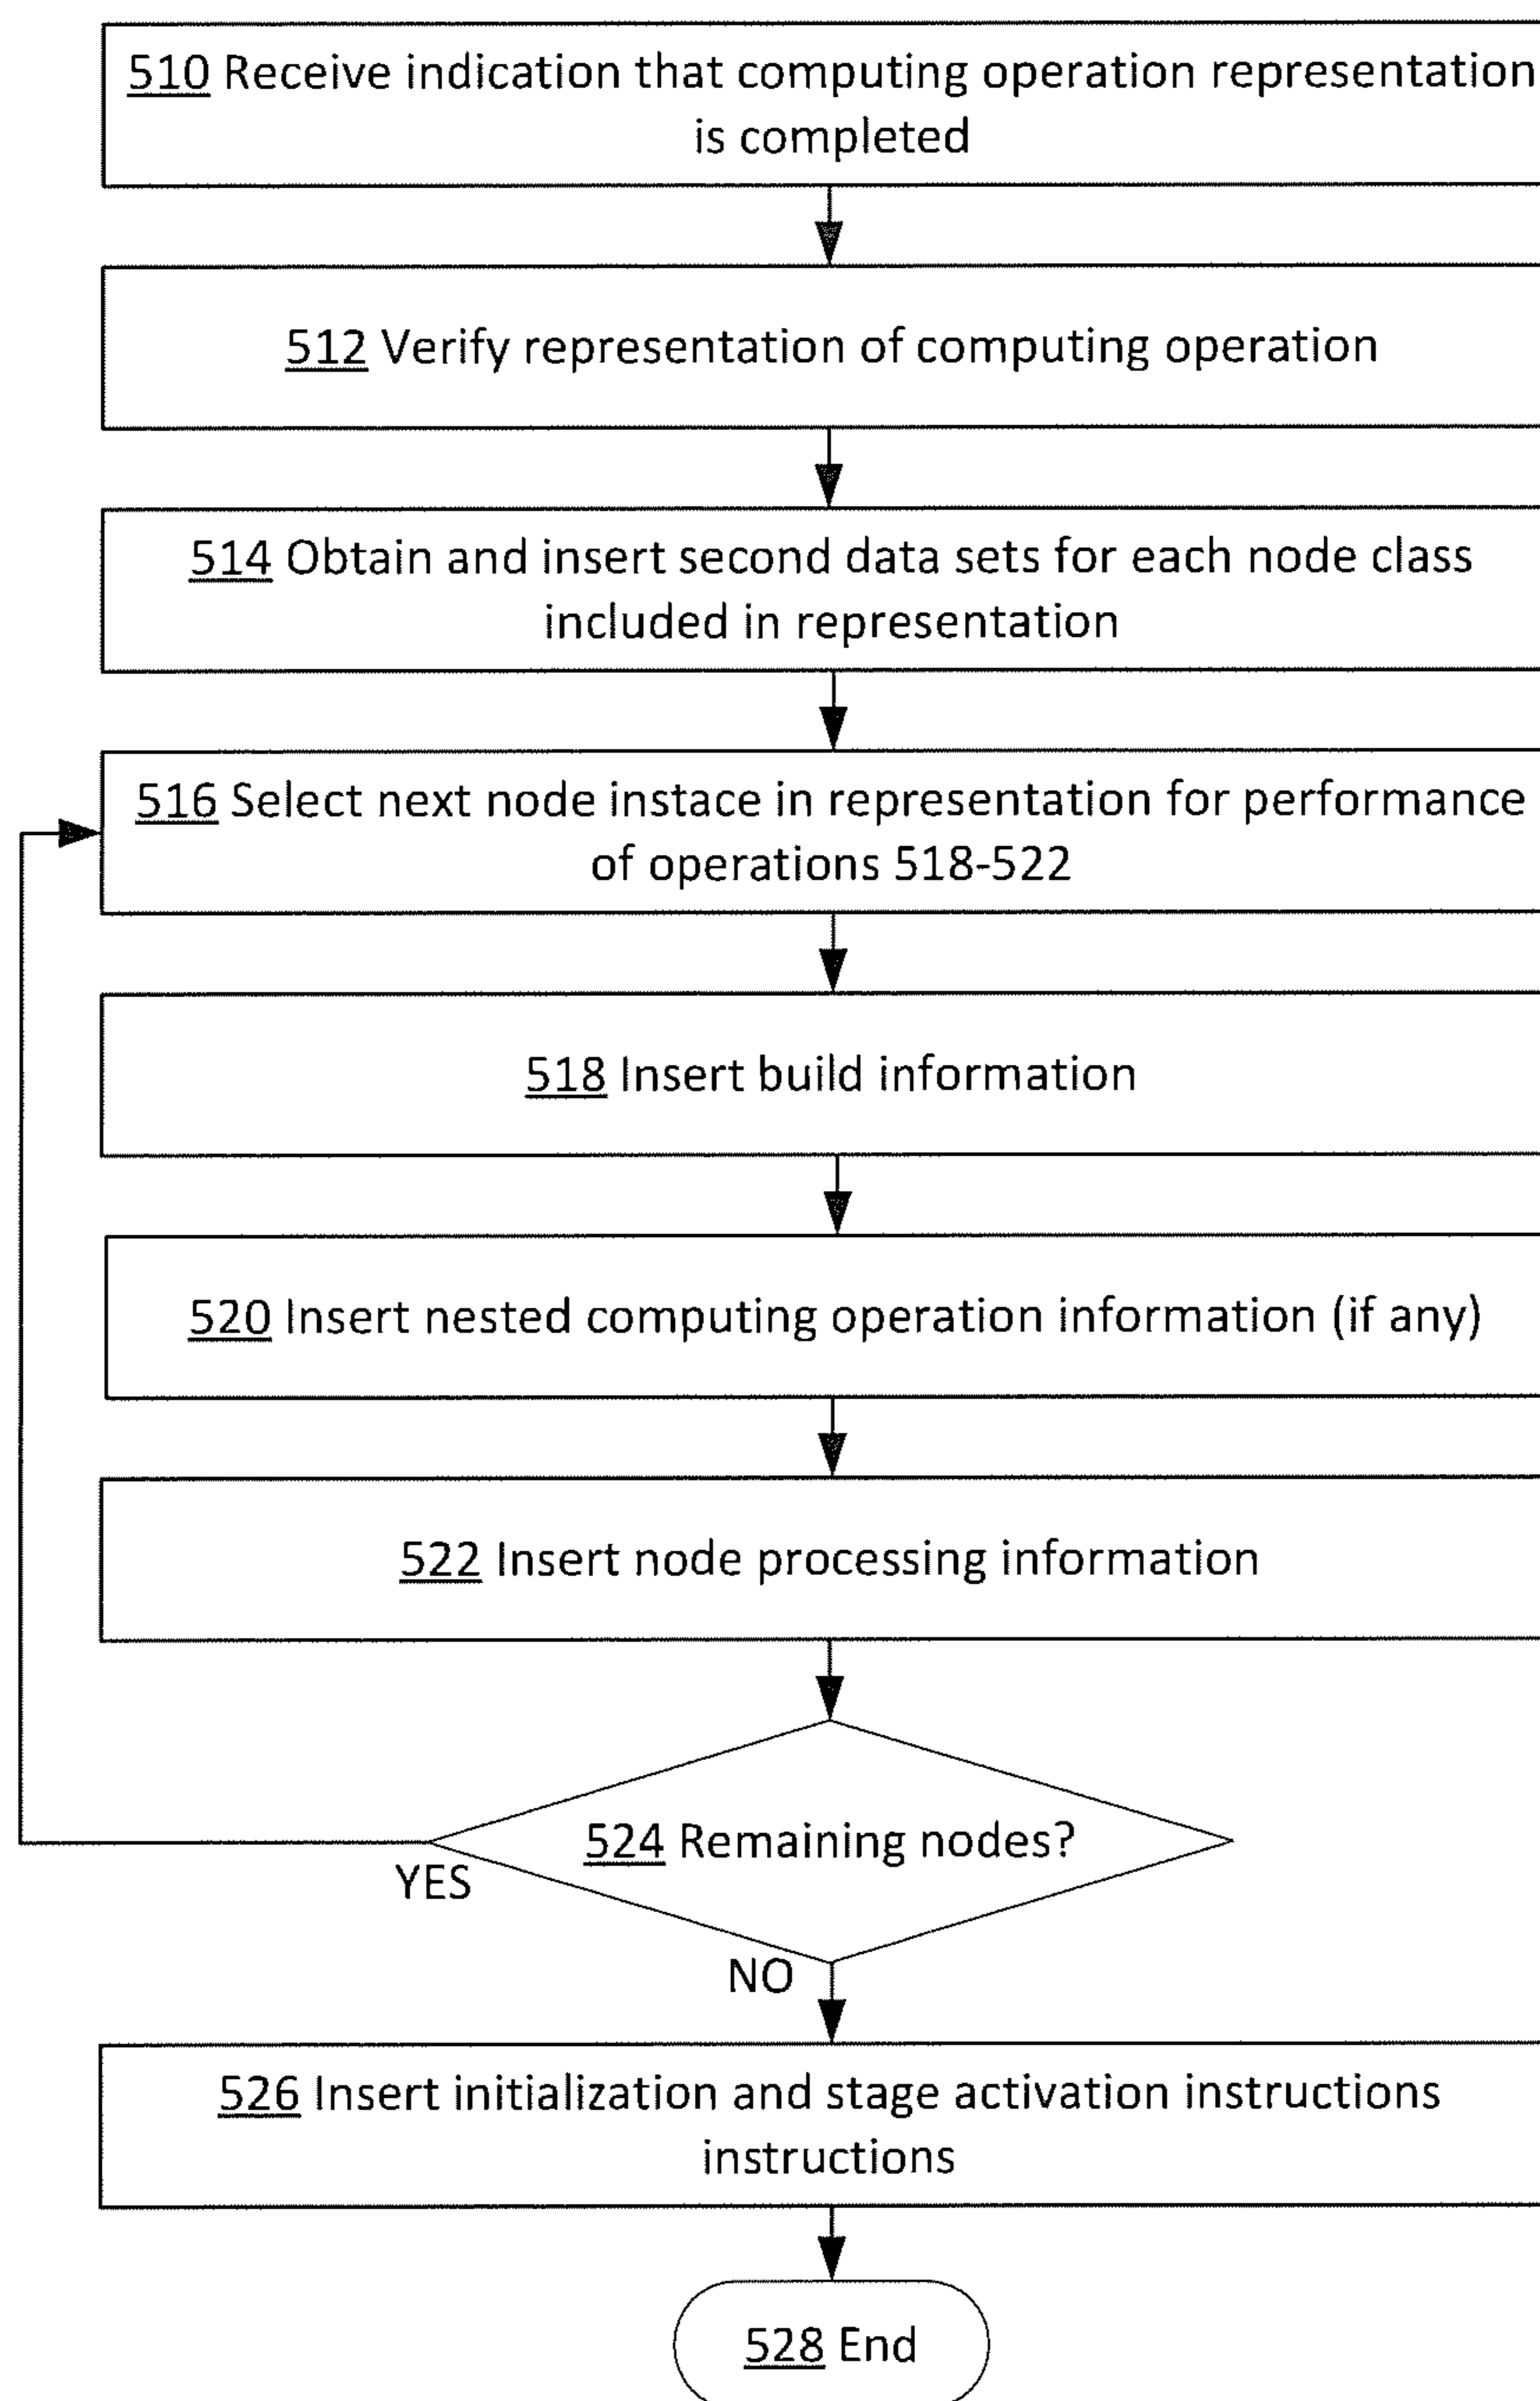 510 Receive indication that computing operation representation
is completed
512 Verify representation of computing operation
514 Obtain and insert second data sets for each node class
included in representation
516 Select next node instace in representation for performance
of operations 518-522
518 Insert build information
520 Insert nested computing operation information (if any)
522 Insert node processing information
524 Remaining nodes?
YES
NO
526 Insert initialization and stage activation instructions
instructions
528 End